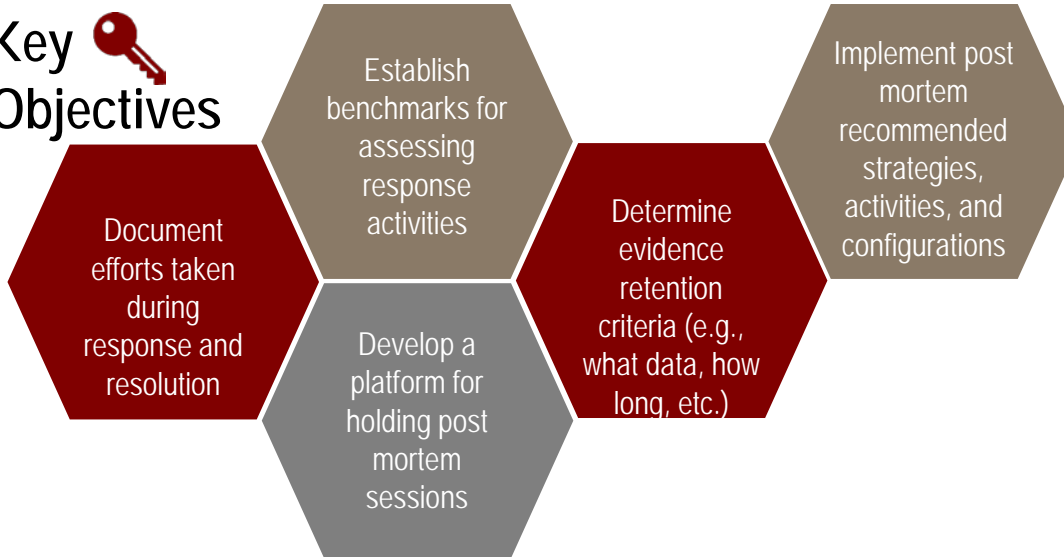 Key
Objectives
Document
efforts taken
during
response and
resolution
Establish
benchmarks for
assessing
response
activities
Develop a
platform for
holding post
mortem
sessions
Determine
evidence
retention
criteria (e.g.,
what data, how
long, etc.)
Implement post
mortem
recommended
strategies,
activities, and
configurations